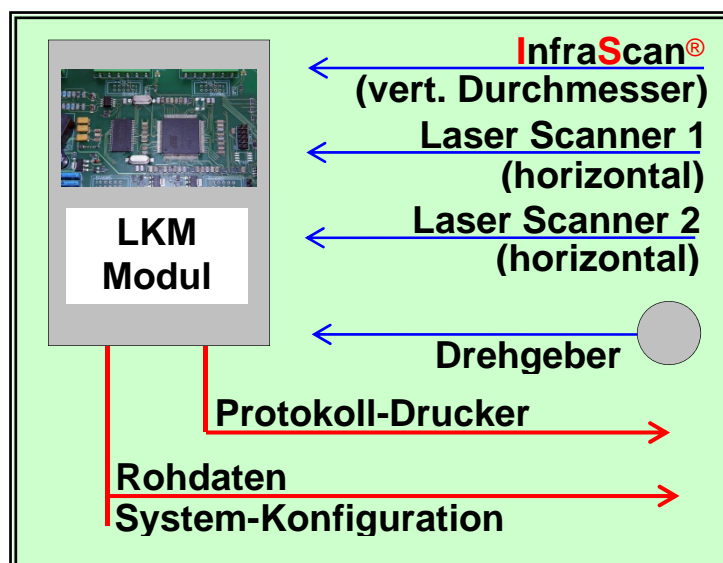 InfraScan®
(vert. Durchmesser)
Laser Scanner 1
(horizontal)
Laser Scanner 2
(horizontal)
LKM
Modul
Drehgeber
Protokoll-Drucker
Rohdaten
System-Konfiguration